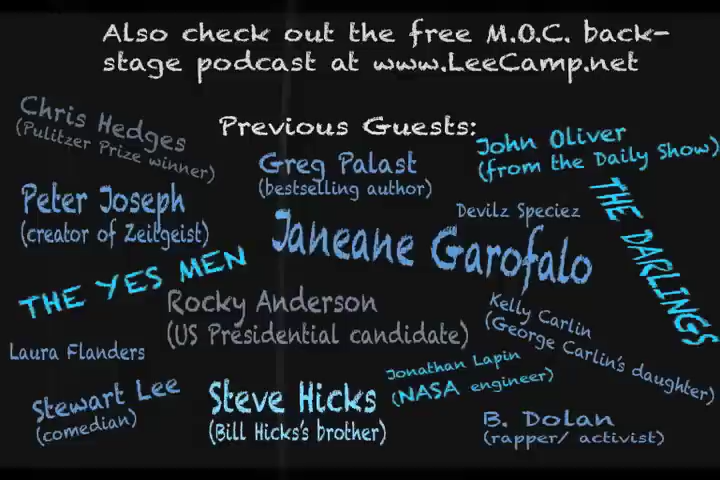 Also check out the free M.O.C. back-
stage podcast at www.LeeCamp.net
Previous Guests:
Chris Hedges
(Pulitzer Prize winner)
Greg Palast
(bestselling author)
John Oliver
(from the Daily Show)
Peter Joseph
(creator of Zeitgeist)
Devilz Speciez
Janeane Garofalo
THE DARLINGS
THE YES MEN
Rocky Anderson
(US Presidential candidate)
Kelly Carlin
(George Carlin's daughter)
Laura Flanders
Jonathan Lapin
(NASA engineer)
Stewart Lee
(comedian)
Steve Hicks
(Bill Hicks's brother)
B. Dolan
(rapper/ activist)